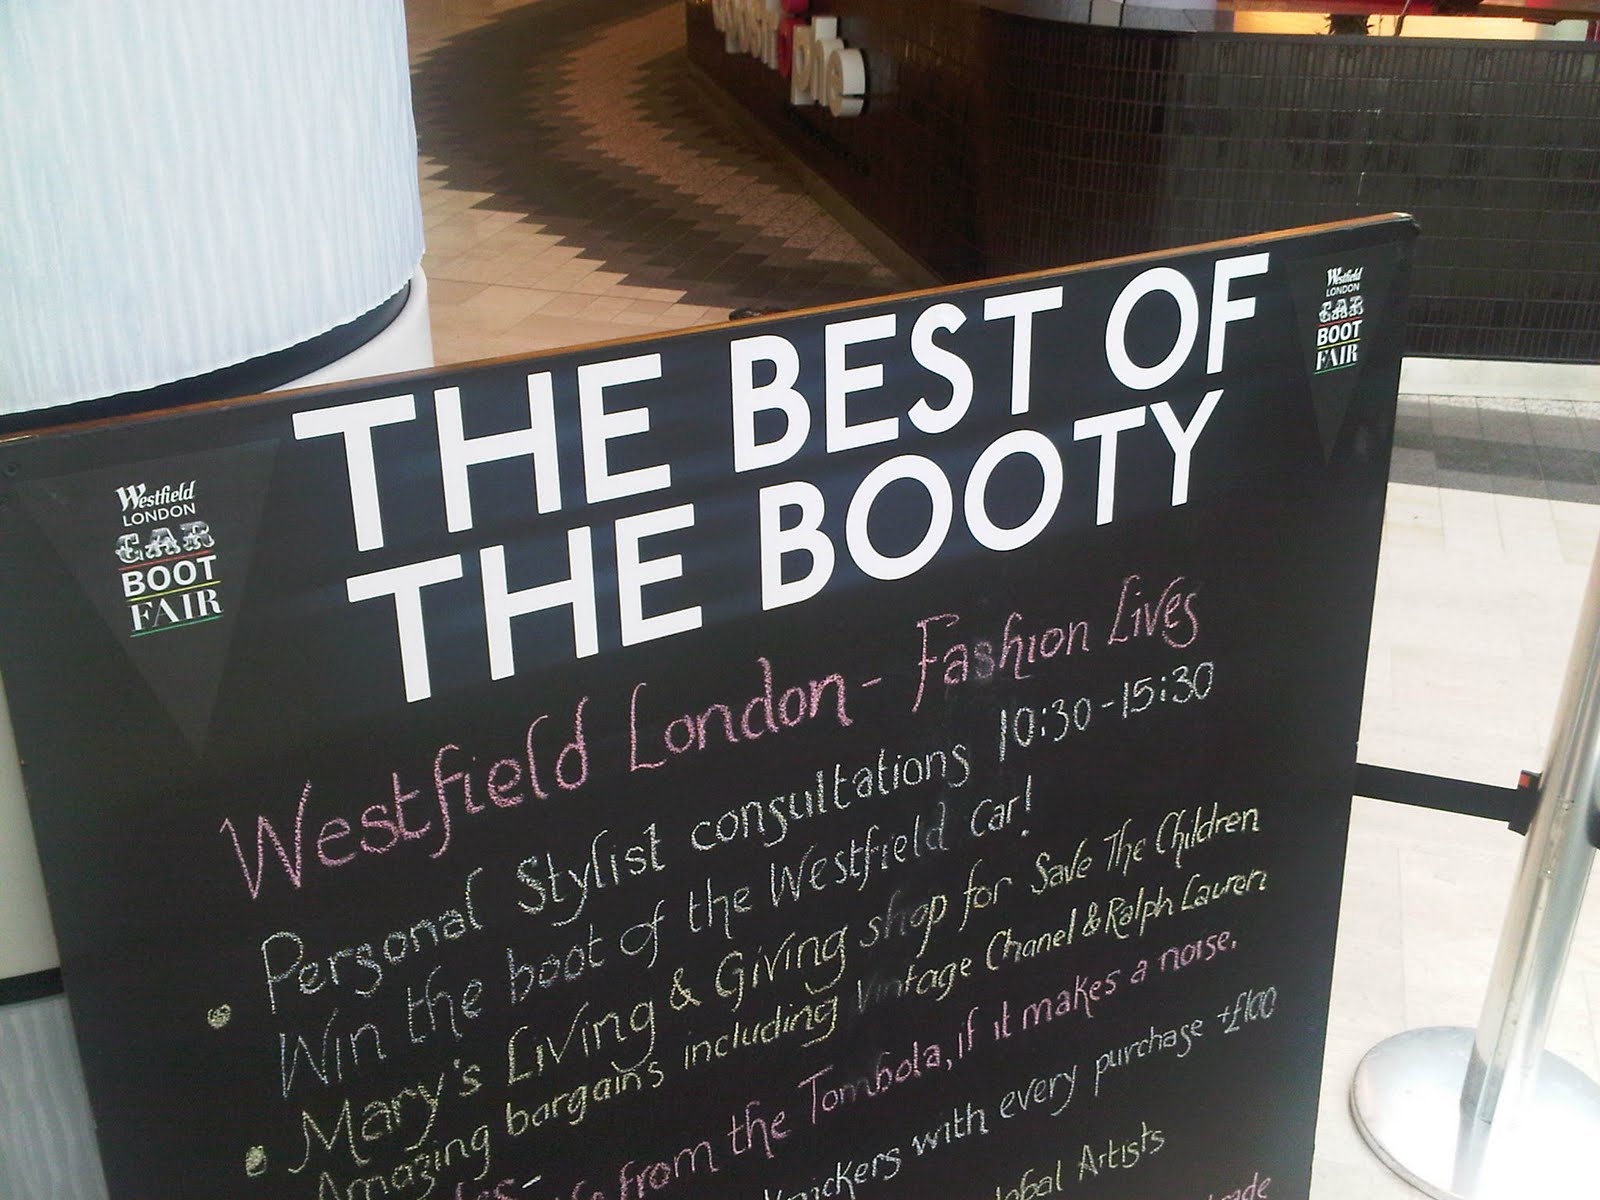 pie
THE BEST OF
THE BOOTY
Westfield
LONDON
CAR
BOOT
FAIR
Westfield
LONDON
CAR
BOOT
FAIR
Westfield London - Fashion Lives
Personal Stylist consultations 10:30-15:30
Win the boot of the Westfield Car!
• Mary's Living & Giving shop for Save The Children
• Amazing bargains including Vintage Chanel & Ralph Lauren
from the Tombola, if it makes a noise.
knickers with every purchase +£100
Artists